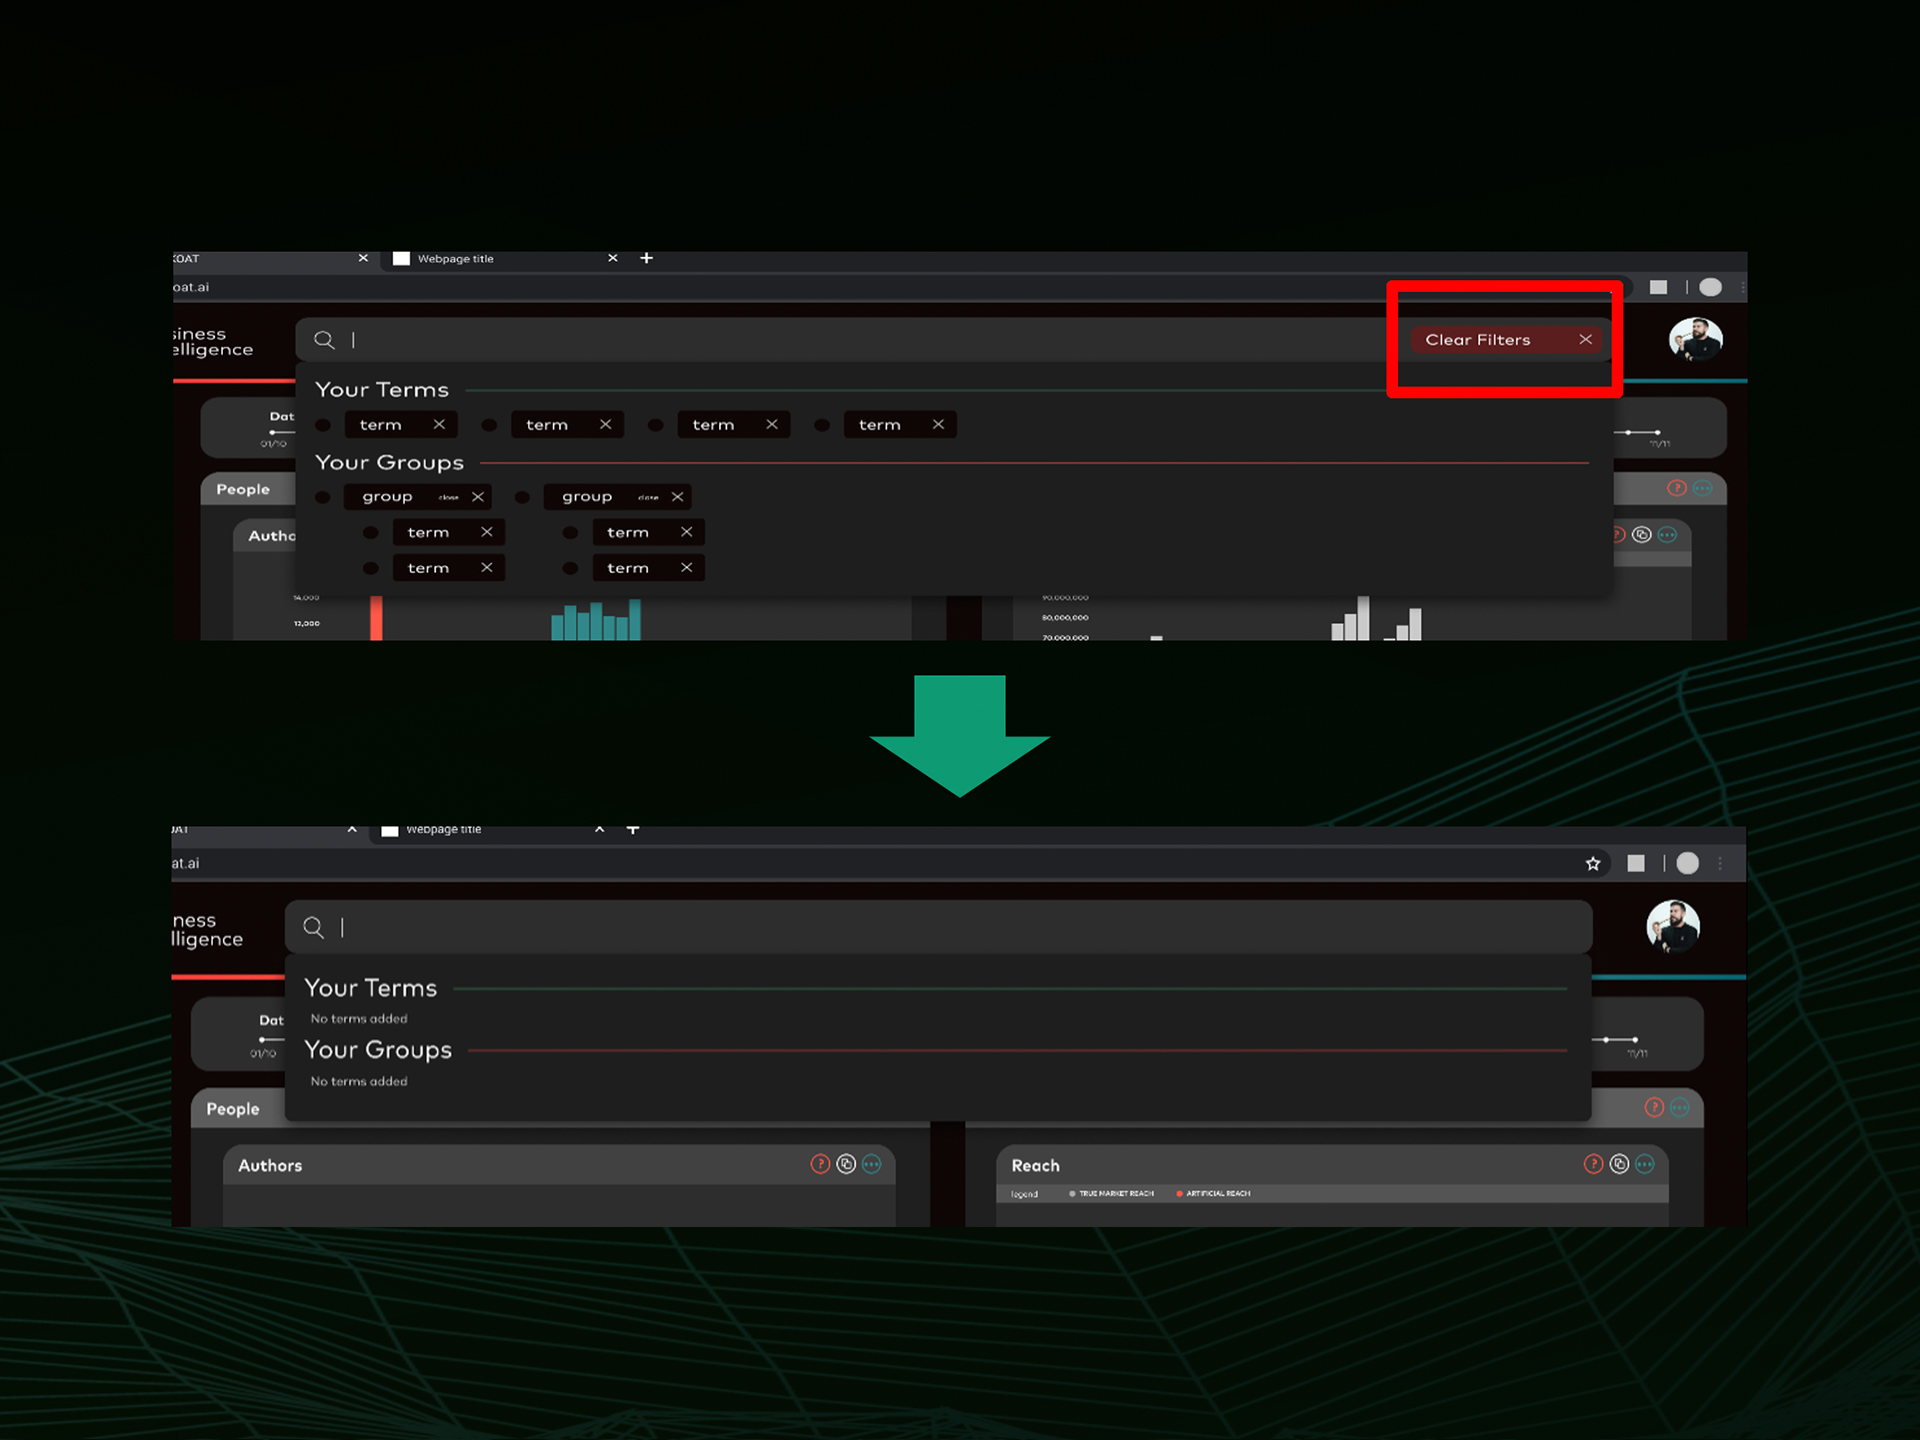 KOAT
Webpage title
oat.ai
siness
elligence
Clear Filters
Your Terms
term
term
term
term
Dat
01/10
11/11
Your Groups
group close
group close
People
term
term
Autho
term
term
14,000
12,000
90,000,000
80,000,000
70,000,000
OAT
Webpage title
at.ai
ness
lligence
Your Terms
No terms added
Dat
01/10
11/11
Your Groups
No terms added
People
Authors
Reach
legend
TRUE MARKET REACH
ARTIFICIAL REACH